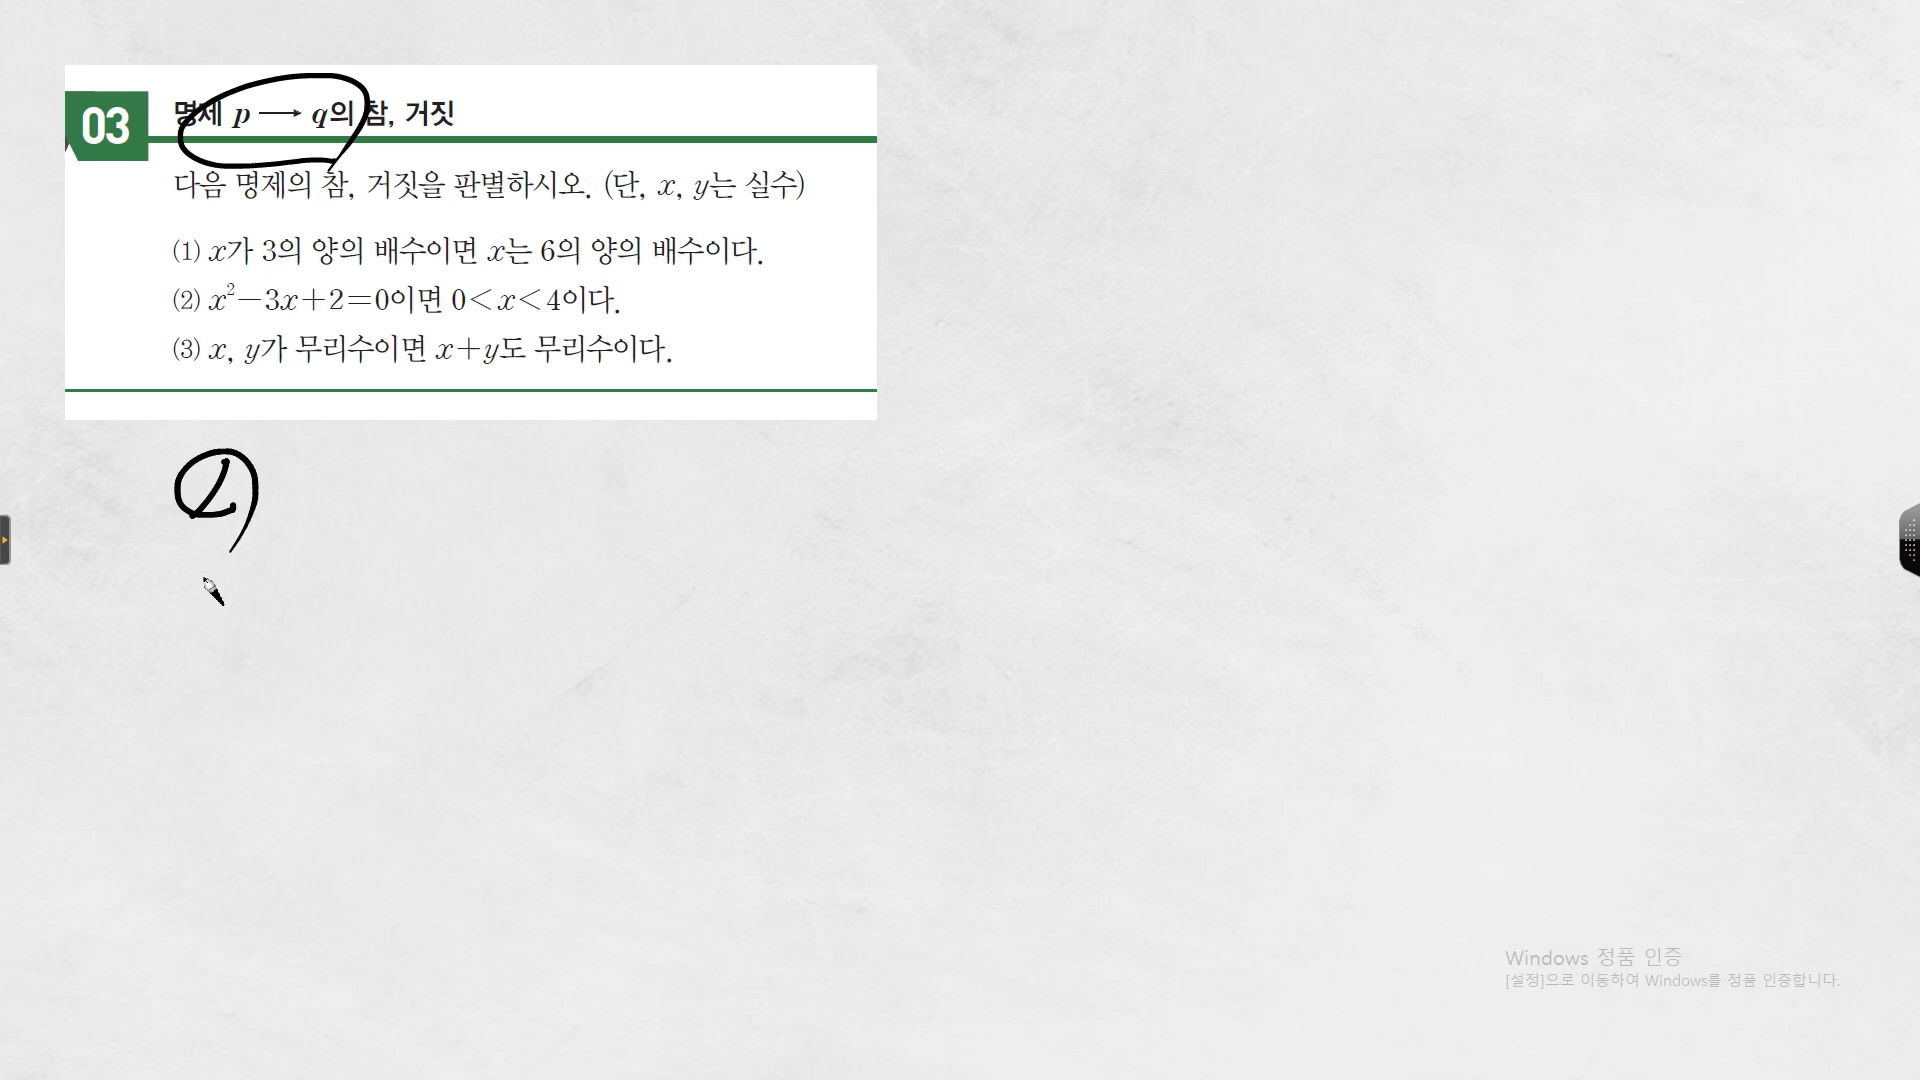 03 명제 p ⟶ q의 참, 거짓
다음 명제의 참, 거짓을 판별하시오. (단, x, y는 실수)
(1) x가 3의 양의 배수이면 x는 6의 양의 배수이다.
(2) x²−3x+2=0이면 0<x<4이다.
(3) x, y가 무리수이면 x+y도 무리수이다.
Windows 정품 인증
[설정]으로 이동하여 Windows를 정품 인증합니다.